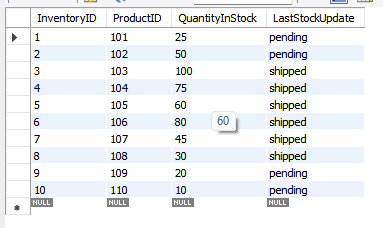 InventoryID ProductID QuantityInStock LastStockUpdate
1 101 25 pending
2 102 50 pending
3 103 100 shipped
4 104 75 shipped
5 105 60 shipped
6 106 80 60 shipped
7 107 45 shipped
8 108 30 shipped
9 109 20 pending
10 110 10 pending
NULL NULL NULL NULL